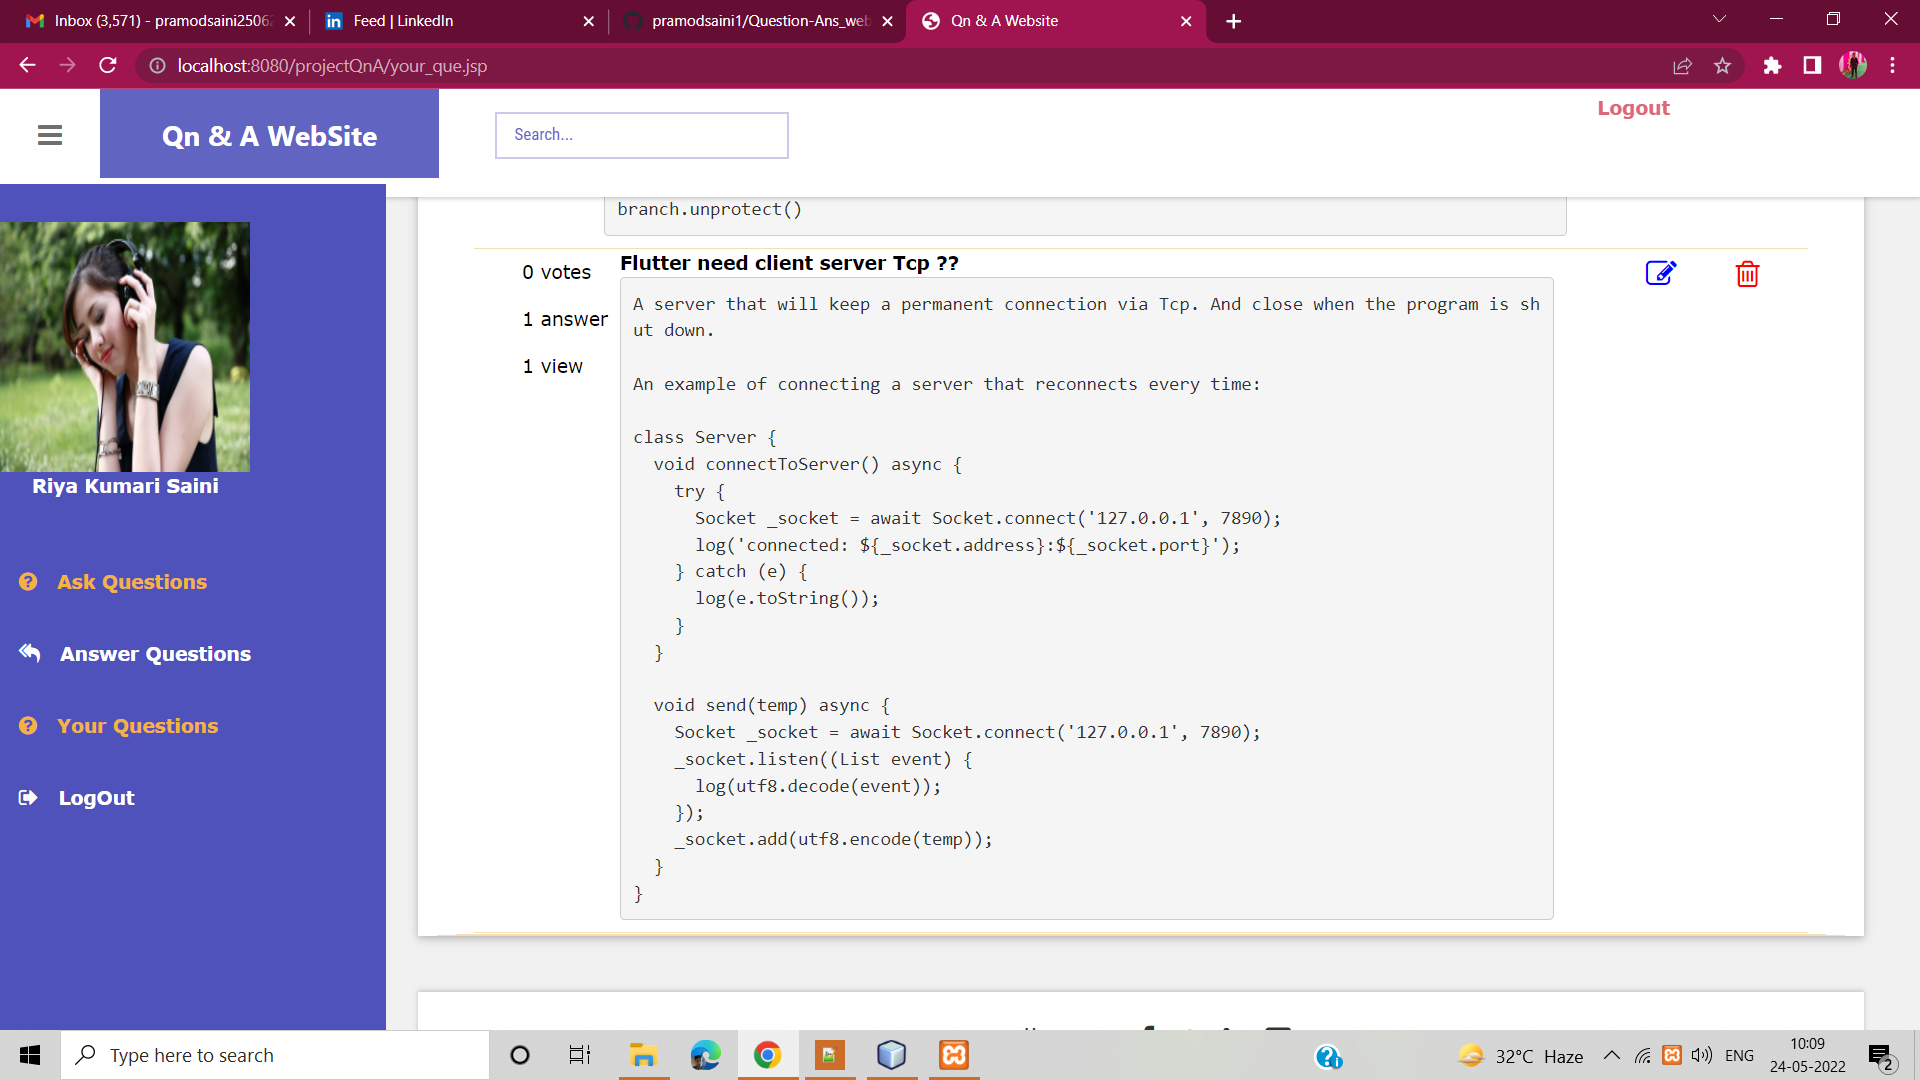 Inbox (3,571) - pramodsaini2506
Feed | LinkedIn
pramodsaini1/Question-Ans_web
Qn & A Website
localhost:8080/projectQnA/your_que.jsp
Qn & A WebSite
Search...
Logout
Riya Kumari Saini
Ask Questions
Answer Questions
Your Questions
LogOut
branch.unprotect()
0 votes
1 answer
1 view
Flutter need client server Tcp ??
A server that will keep a permanent connection via Tcp. And close when the program is sh
ut down.
An example of connecting a server that reconnects every time:
class Server {
  void connectToServer() async {
    try {
      Socket _socket = await Socket.connect('127.0.0.1', 7890);
      log('connected: ${_socket.address}:${_socket.port}');
    } catch (e) {
      log(e.toString());
    }
  }
  void send(temp) async {
    Socket _socket = await Socket.connect('127.0.0.1', 7890);
    _socket.listen((List event) {
      log(utf8.decode(event));
    });
    _socket.add(utf8.encode(temp));
  }
}
Type here to search
32°C Haze
ENG
10:09
24-05-2022
2